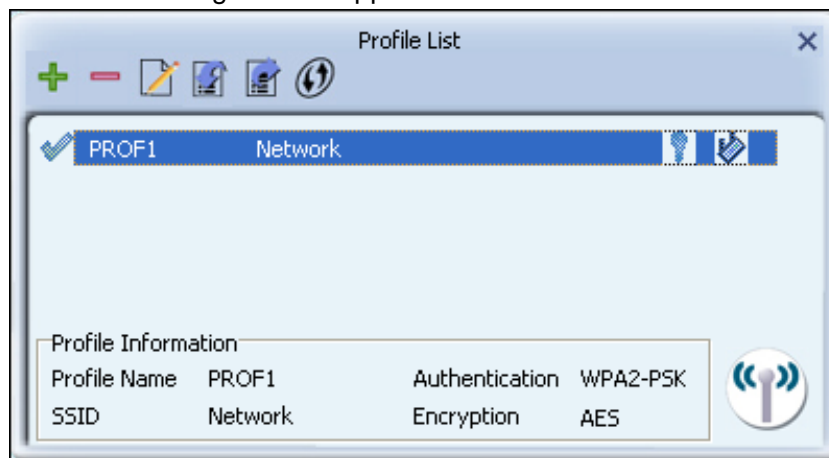 Profile List
PROF1 Network
Profile Information
Profile Name PROF1 Authentication WPA2-PSK
SSID Network Encryption AES